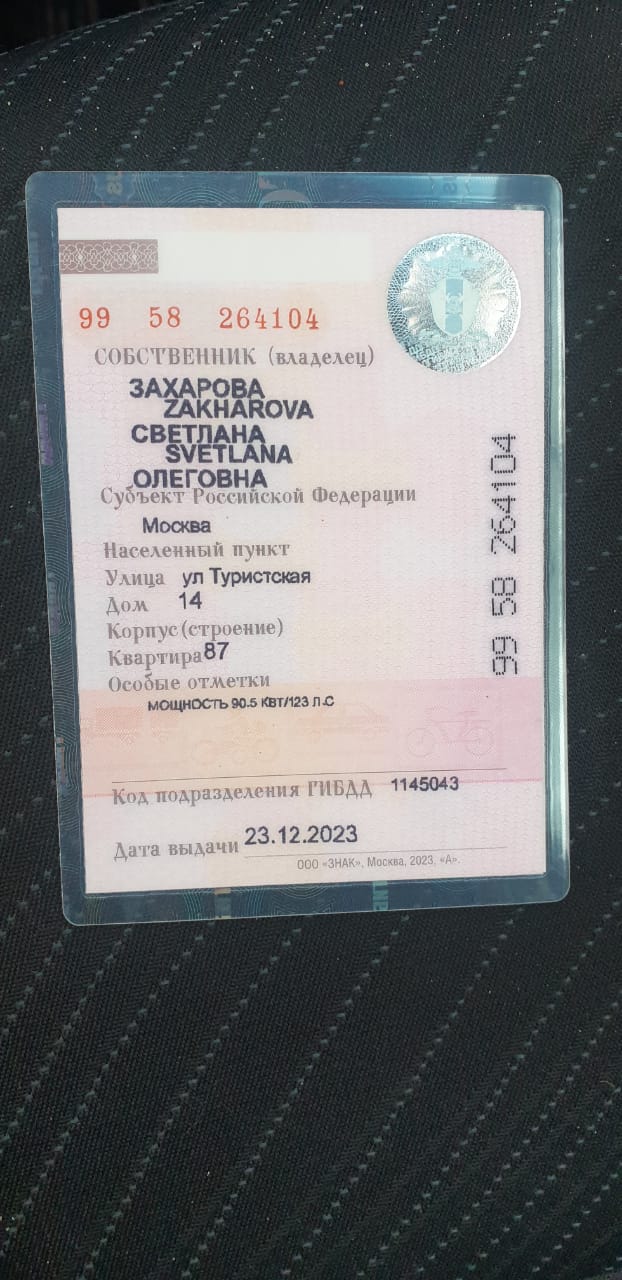 99 58 264104
СОБСТВЕННИК (владелец)
ЗАХАРОВА
ZAKHAROVA
СВЕТЛАНА
SVETLANA
ОЛЕГОВНА
Субъект Российской Федерации
Москва
Населенный пункт
Улица ул Туристская
Дом 14
Корпус(строение)
Квартира 87
Особые отметки
МОЩНОСТЬ 90.5 КВТ/123 Л.С
Код подразделения ГИБДД 1145043
Дата выдачи 23.12.2023
ООО «ЗНАК», Москва, 2023, «А».
99 58 264104